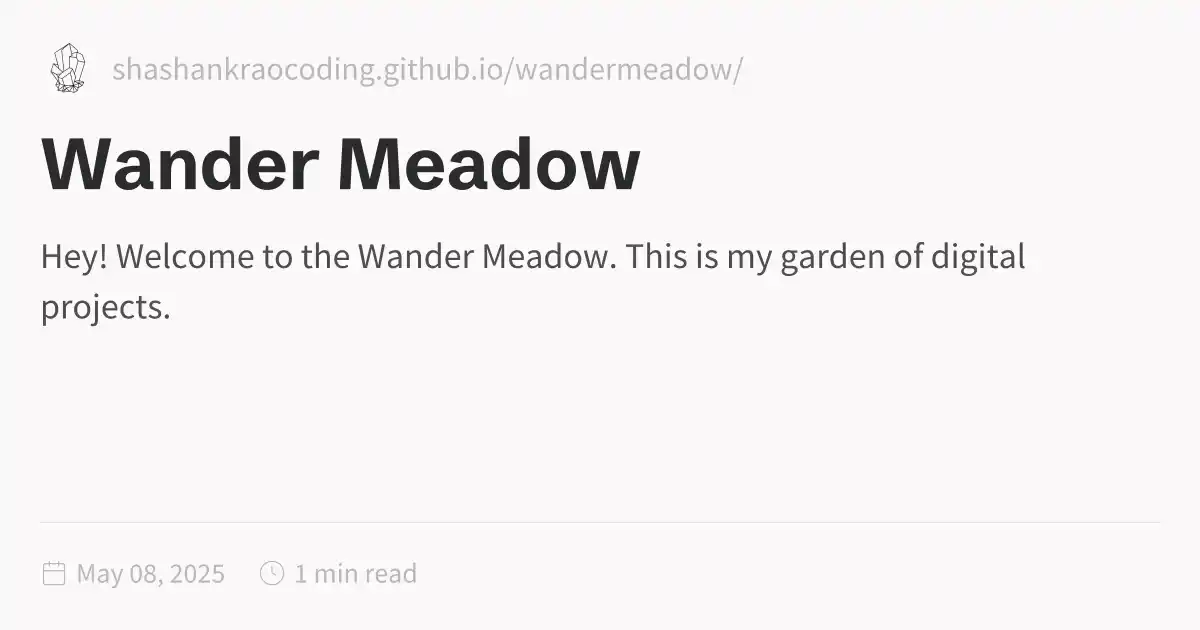 shashankraocoding.github.io/wandermeadow/
Wander Meadow
Hey! Welcome to the Wander Meadow. This is my garden of digital
projects.
May 08, 2025 1 min read